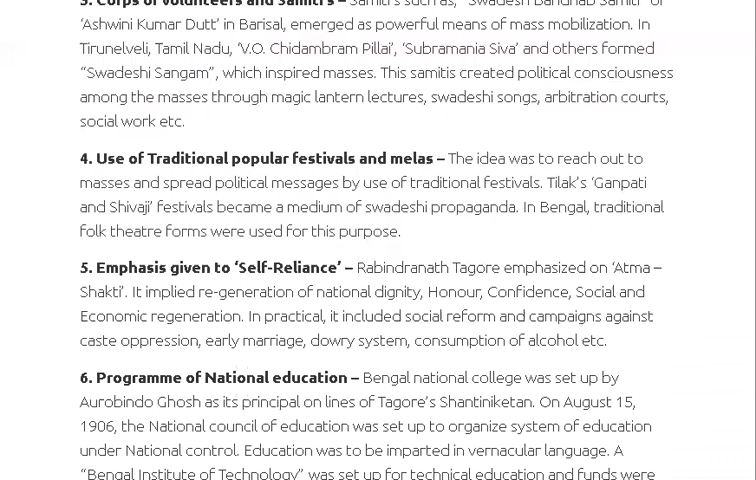 3. Corps of Volunteers and Samitis – Samitis such as, "Swadesh Bandhab Samiti" of
'Ashwini Kumar Dutt' in Barisal, emerged as powerful means of mass mobilization. In
Tirunelveli, Tamil Nadu, 'V.O. Chidambram Pillai', 'Subramania Siva' and others formed
"Swadeshi Sangam", which inspired masses. This samitis created political consciousness
among the masses through magic lantern lectures, swadeshi songs, arbitration courts,
social work etc.
4. Use of Traditional popular festivals and melas – The idea was to reach out to
masses and spread political messages by use of traditional festivals. Tilak's 'Ganpati
and Shivaji' festivals became a medium of swadeshi propaganda. In Bengal, traditional
folk theatre forms were used for this purpose.
5. Emphasis given to 'Self-Reliance' – Rabindranath Tagore emphasized on 'Atma –
Shakti'. It implied re-generation of national dignity, Honour, Confidence, Social and
Economic regeneration. In practical, it included social reform and campaigns against
caste oppression, early marriage, dowry system, consumption of alcohol etc.
6. Programme of National education – Bengal national college was set up by
Aurobindo Ghosh as its principal on lines of Tagore's Shantiniketan. On August 15,
1906, the National council of education was set up to organize system of education
under National control. Education was to be imparted in vernacular language. A
"Bengal Institute of Technology" was set up for technical education and funds were